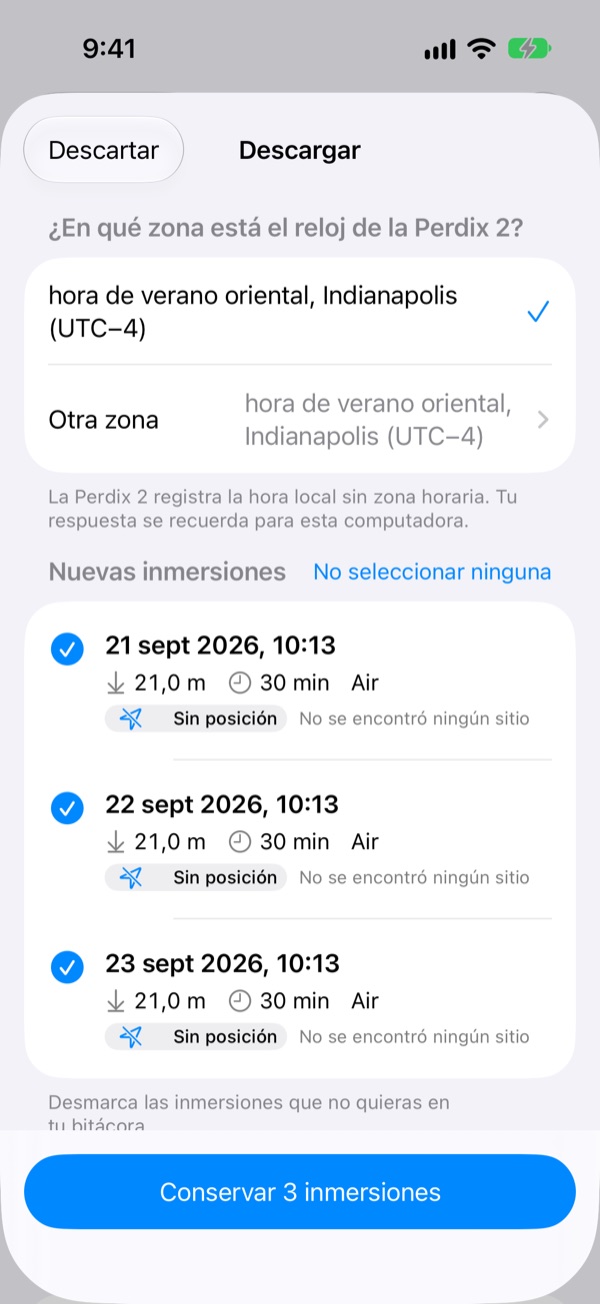 9:41
Descartar
Descargar
¿En qué zona está el reloj de la Perdix 2?
hora de verano oriental, Indianapolis
(UTC−4)
Otra zona
hora de verano oriental,
Indianapolis (UTC−4)
La Perdix 2 registra la hora local sin zona horaria. Tu
respuesta se recuerda para esta computadora.
Nuevas inmersiones
No seleccionar ninguna
21 sept 2026, 10:13
21,0 m 30 min Air
Sin posición No se encontró ningún sitio
22 sept 2026, 10:13
21,0 m 30 min Air
Sin posición No se encontró ningún sitio
23 sept 2026, 10:13
21,0 m 30 min Air
Sin posición No se encontró ningún sitio
Desmarca las inmersiones que no quieras en
tu bitácora
Conservar 3 inmersiones